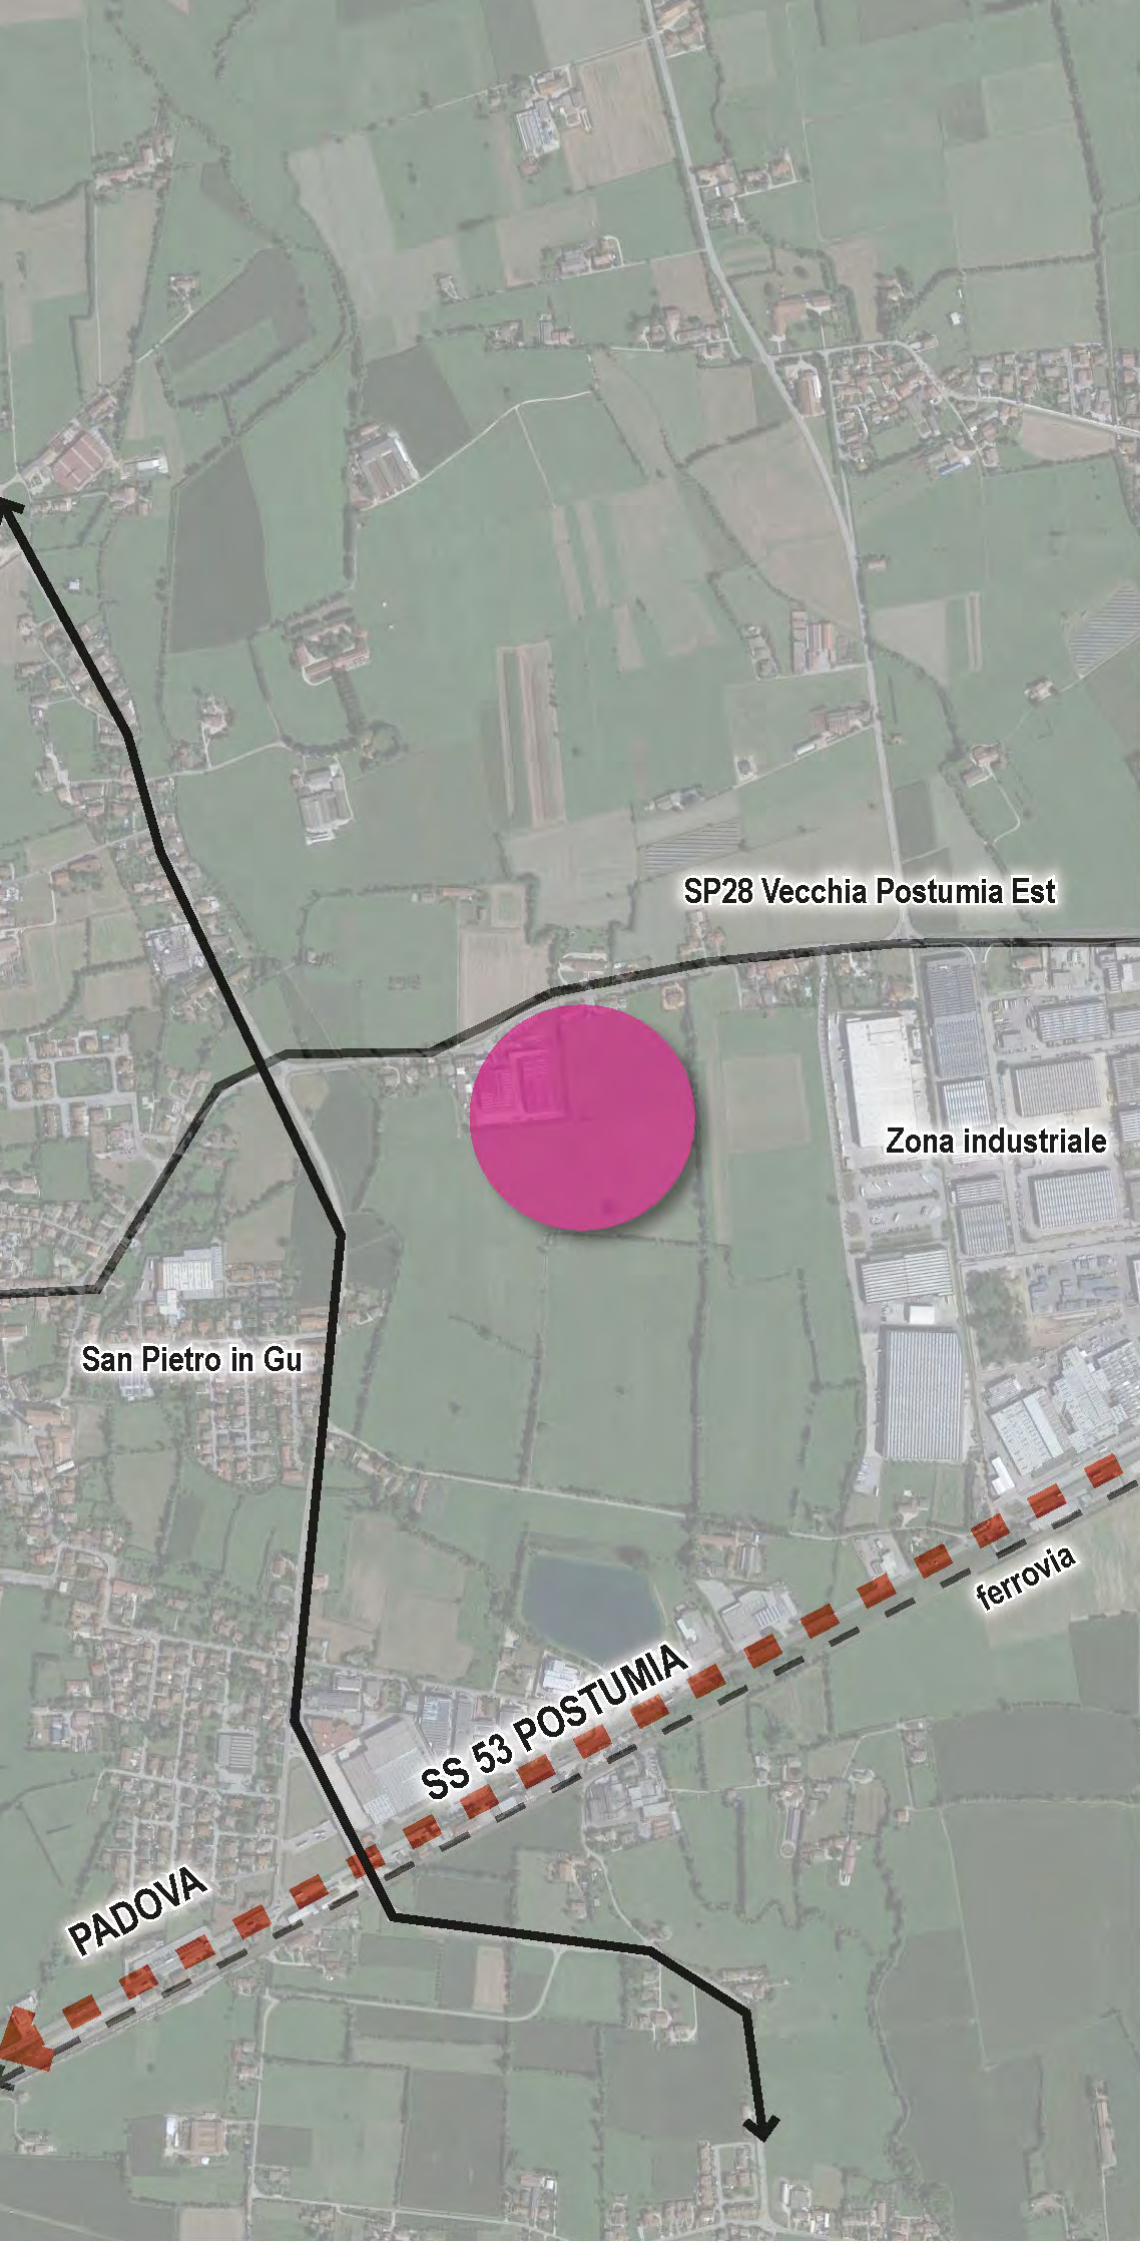 SP28 Vecchia Postumia Est
Zona industriale
San Pietro in Gu
ferrovia
SS 53 POSTUMIA
PADOVA